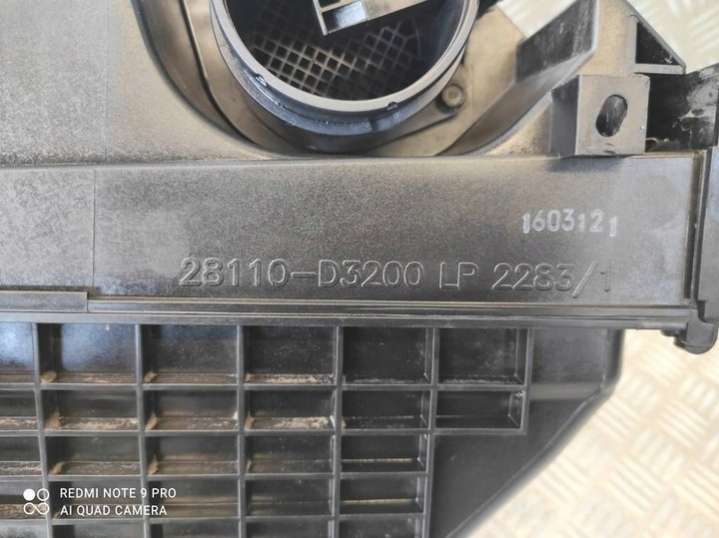 1603121
28110-D3200 LP 2283/1
REDMI NOTE 9 PRO
AI QUAD CAMERA